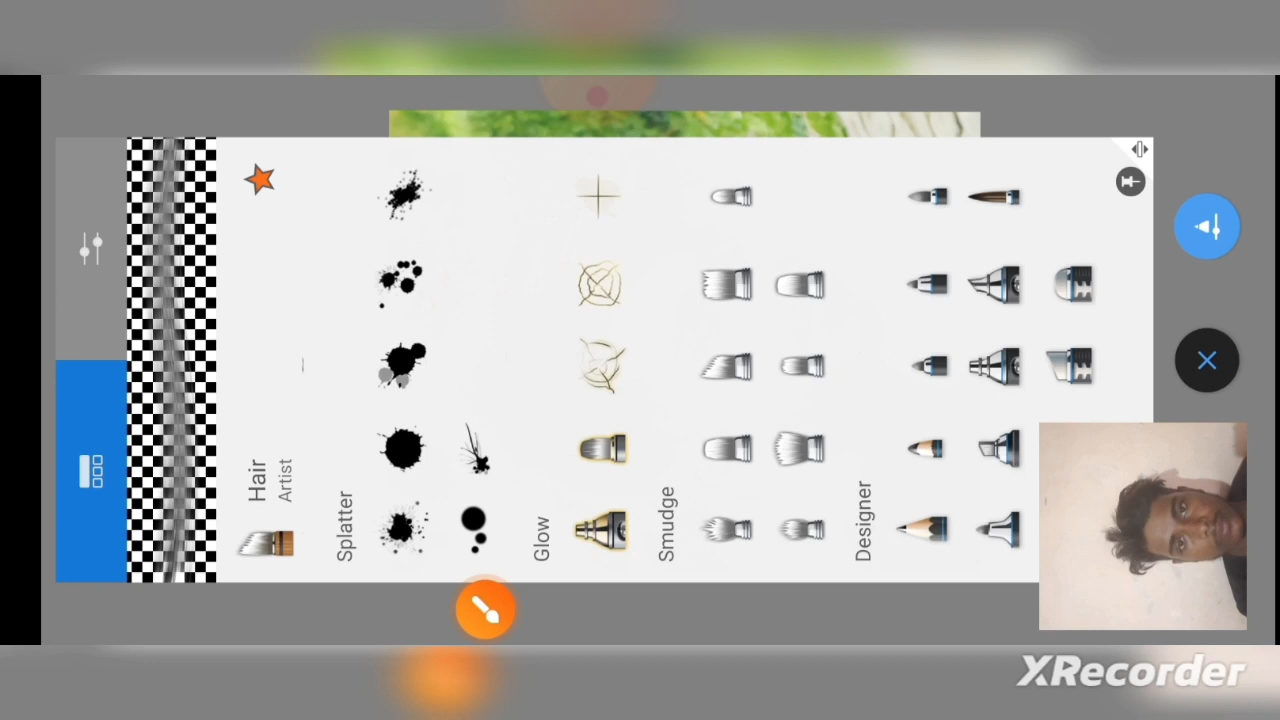 Hair
Artist
Splatter
Glow
Smudge
Designer
XRecorder